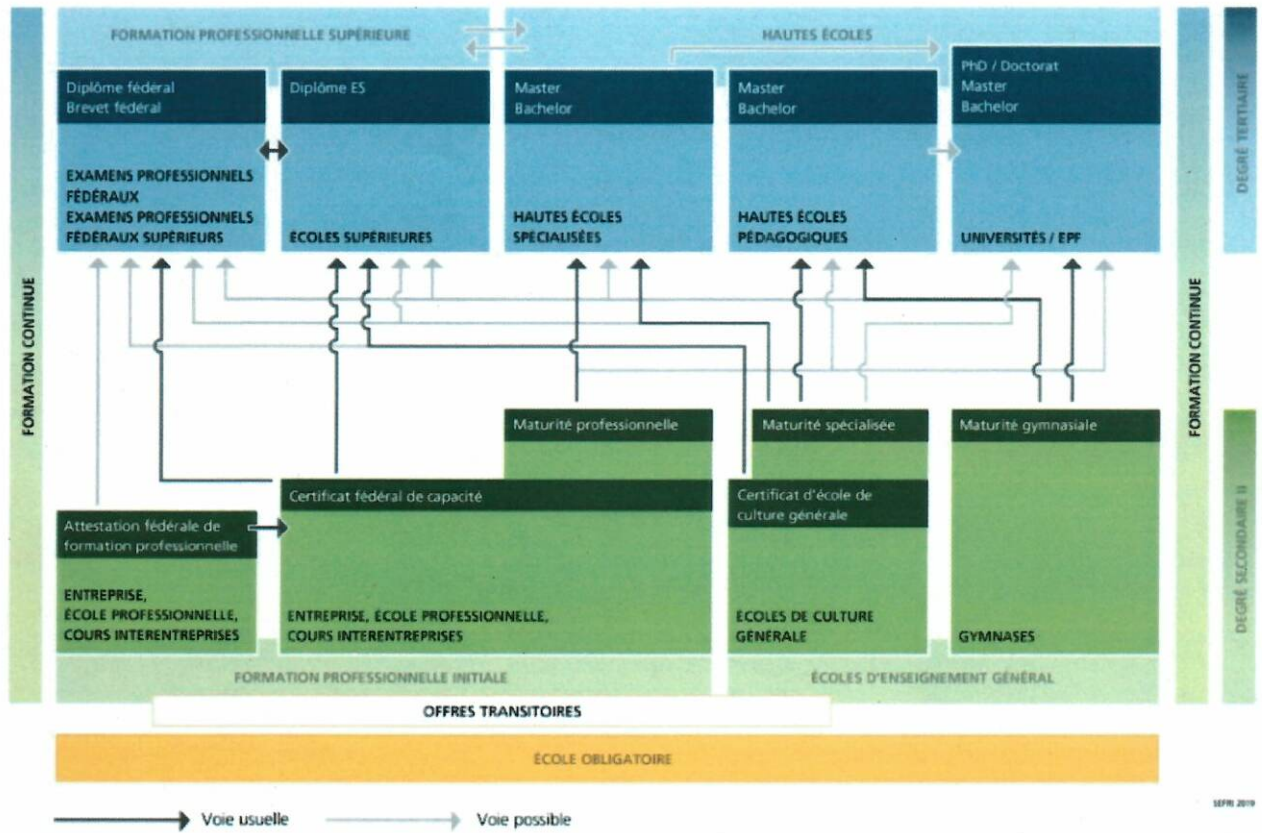 FORMATION PROFESSIONNELLE SUPÉRIEURE
HAUTES ÉCOLES
Diplôme fédéral
Brevet fédéral
Diplôme ES
Master
Bachelor
Master
Bachelor
PhD / Doctorat
Master
Bachelor
EXAMENS PROFESSIONNELS
FÉDÉRAUX
EXAMENS PROFESSIONNELS
FÉDÉRAUX SUPÉRIEURS
ÉCOLES SUPÉRIEURES
HAUTES ÉCOLES
SPÉCIALISÉES
HAUTES ÉCOLES
PÉDAGOGIQUES
UNIVERSITÉS / EPF
DEGRÉ TERTIAIRE
FORMATION CONTINUE
FORMATION CONTINUE
Maturité professionnelle
Maturité spécialisée
Maturité gymnasiale
Certificat fédéral de capacité
Certificat d'école de
culture générale
Attestation fédérale de
formation professionnelle
ENTREPRISE,
ÉCOLE PROFESSIONNELLE,
COURS INTERENTREPRISES
ENTREPRISE, ÉCOLE PROFESSIONNELLE,
COURS INTERENTREPRISES
ÉCOLES DE CULTURE
GÉNÉRALE
GYMNASES
DEGRÉ SECONDAIRE II
FORMATION PROFESSIONNELLE INITIALE
ÉCOLES D'ENSEIGNEMENT GÉNÉRAL
OFFRES TRANSITOIRES
ÉCOLE OBLIGATOIRE
SEFRI 2019
Voie usuelle
Voie possible